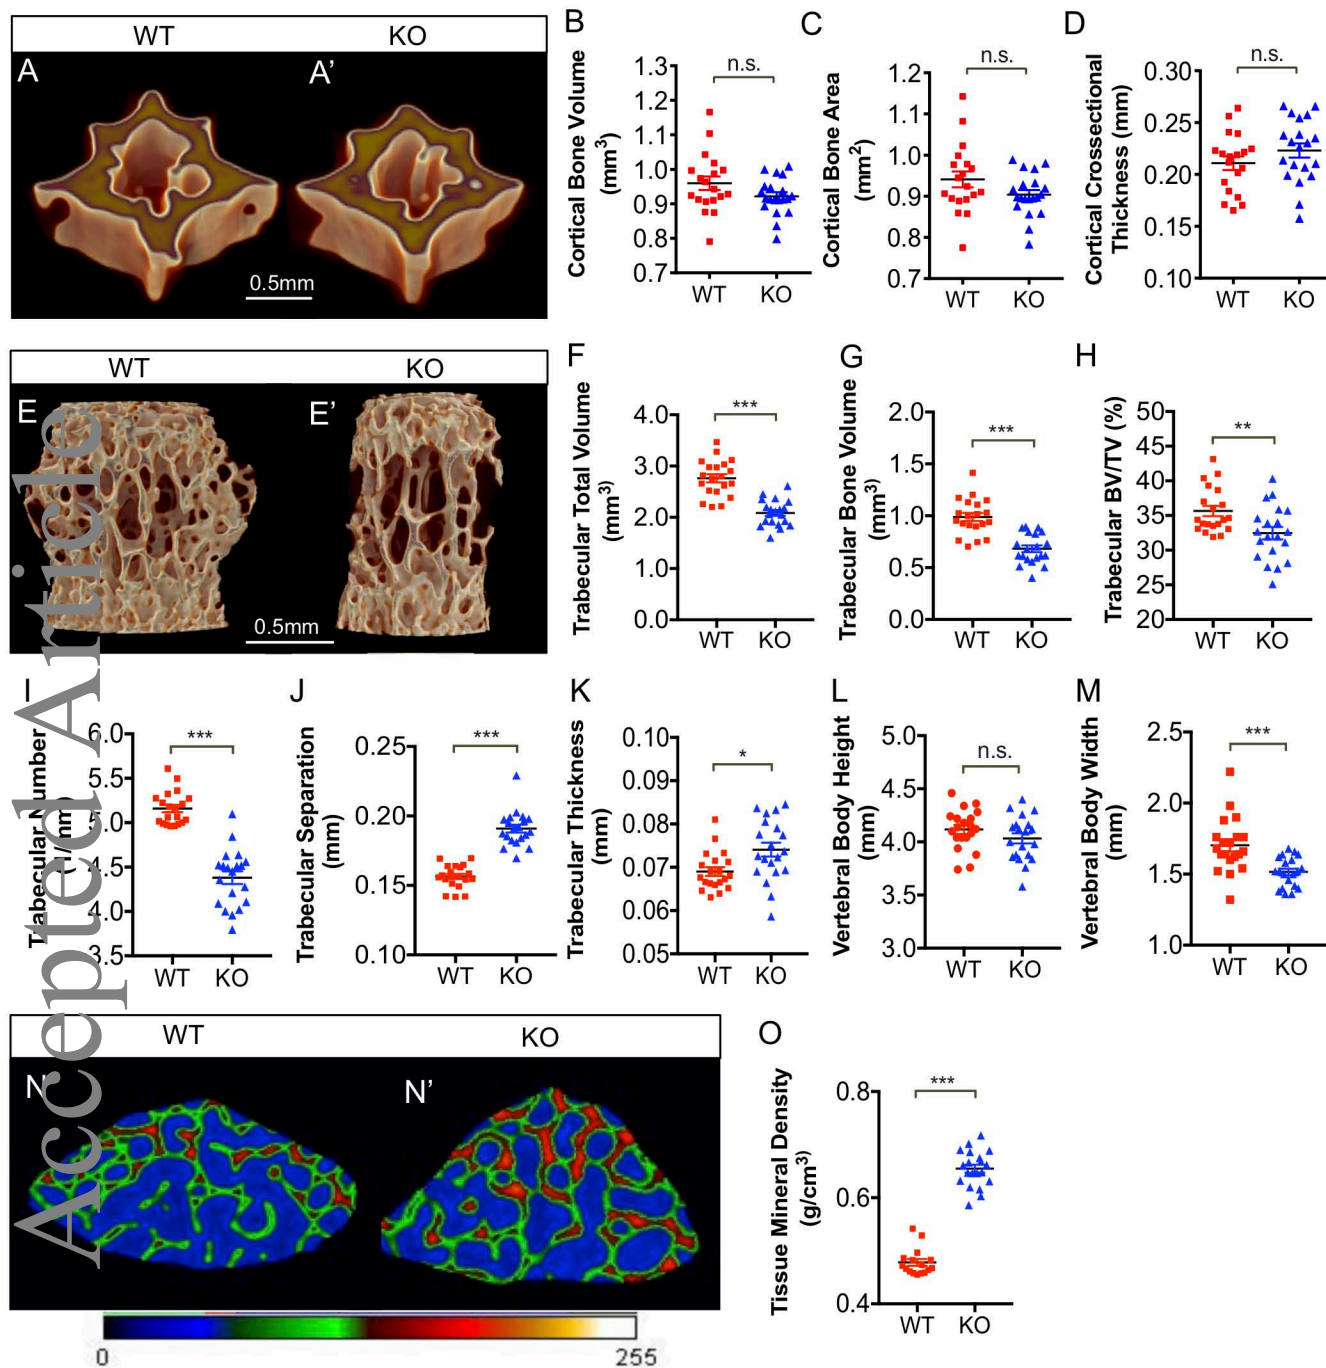 WT KO
A A'
0.5mm
B
Cortical Bone Volume
(mm³)
1.3
1.2
1.1
1.0
0.9
0.8
0.7
n.s.
WT KO
C
Cortical Bone Area
(mm²)
1.2
1.1
1.0
0.9
0.8
0.7
n.s.
WT KO
D
Cortical Crossectional
Thickness (mm)
0.30
0.25
0.20
0.15
0.10
n.s.
WT KO
WT KO
E E'
0.5mm
F
Trabecular Total Volume
(mm³)
4.0
3.0
2.0
1.0
0.0
***
WT KO
G
Trabecular Bone Volume
(mm³)
2.0
1.5
1.0
0.5
0.0
***
WT KO
H
Trabecular BV/TV (%)
50
45
40
35
30
25
20
**
WT KO
I
Trabecular Number
(1/mm)
6.0
5.5
5.0
4.5
4.0
3.5
***
WT KO
J
Trabecular Separation
(mm)
0.25
0.20
0.15
0.10
***
WT KO
K
Trabecular Thickness
(mm)
0.10
0.09
0.08
0.07
0.06
0.05
*
WT KO
L
Vertebral Body Height
(mm)
5.0
4.5
4.0
3.5
3.0
n.s.
WT KO
M
Vertebral Body Width
(mm)
2.5
2.0
1.5
1.0
***
WT KO
WT KO
N N'
0 255
O
Tissue Mineral Density
(g/cm³)
0.8
0.6
0.4
***
WT KO
Accepted Article